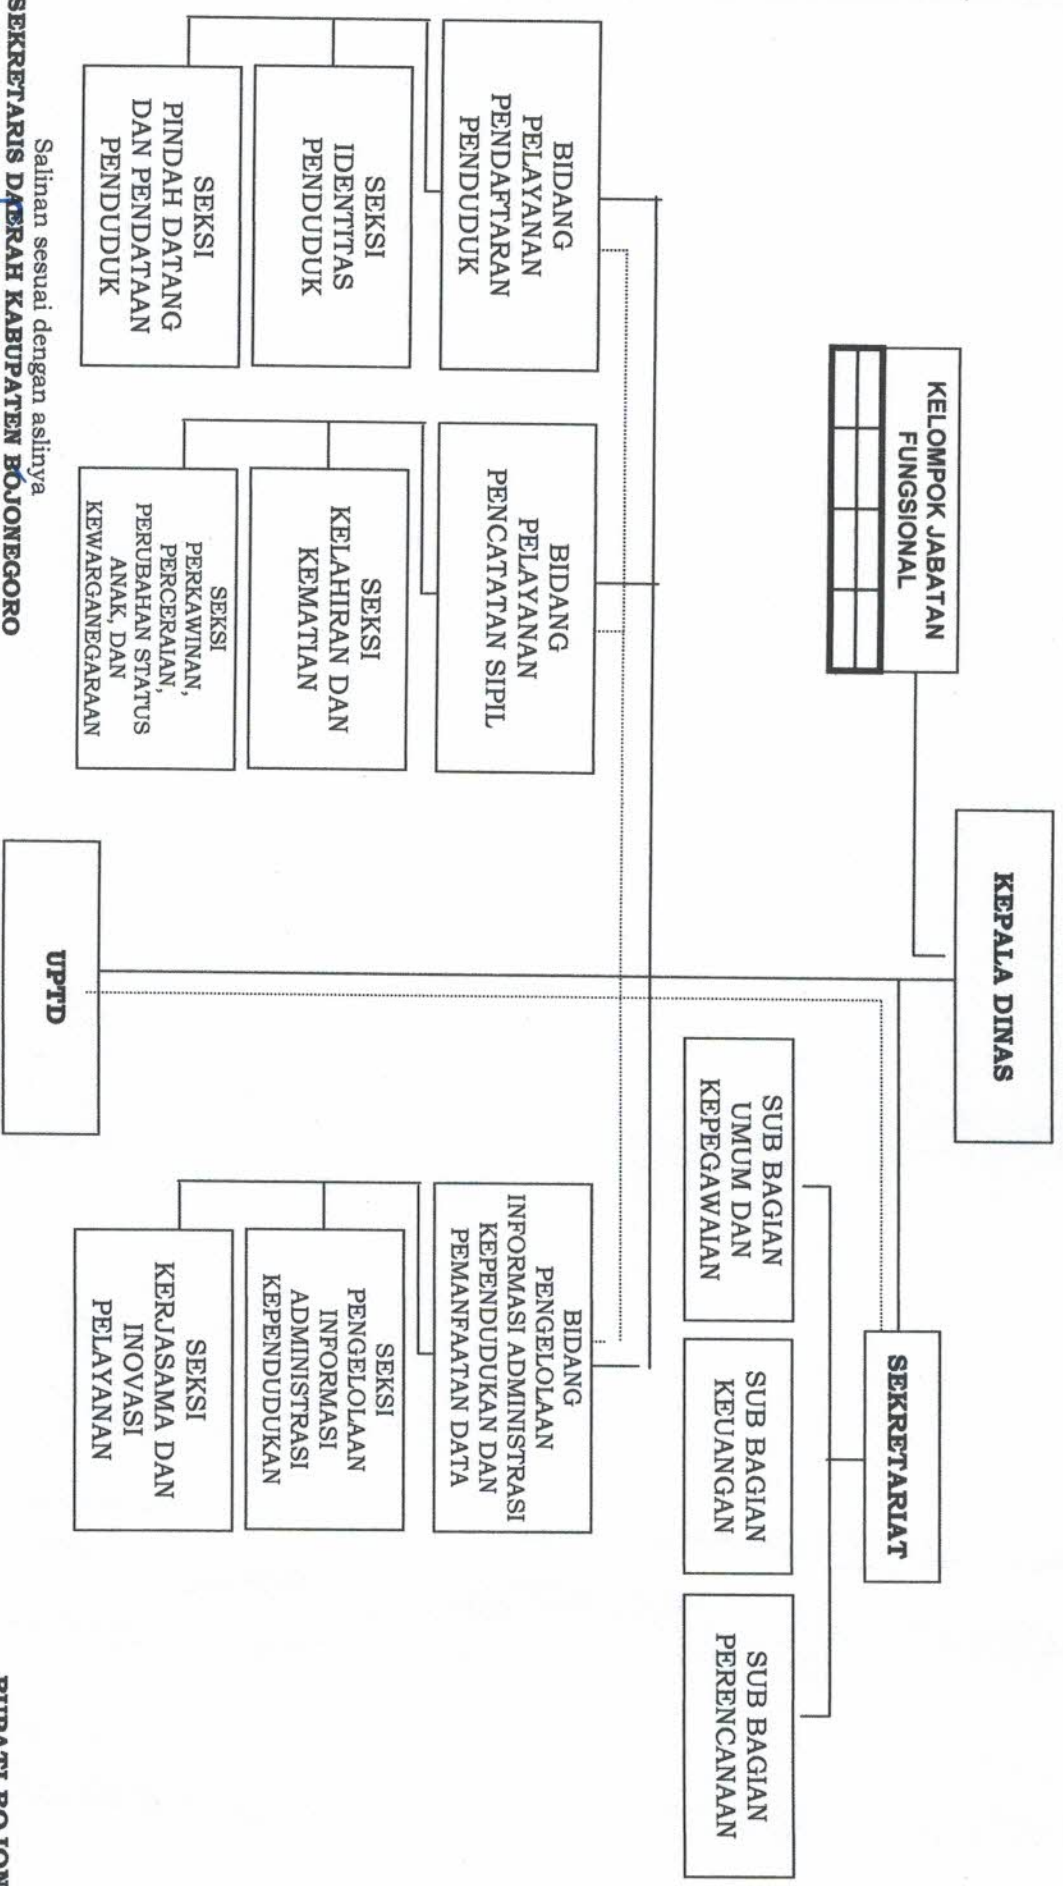 KEPALA DINAS
KELOMPOK JABATAN
FUNGSIONAL
SEKRETARIAT
SUB BAGIAN
UMUM DAN
KEPEGAWAIAN
SUB BAGIAN
KEUANGAN
SUB BAGIAN
PERENCANAAN
BIDANG
PELAYANAN
PENDAFTARAN
PENDUDUK
BIDANG
PELAYANAN
PENCATATAN SIPIL
BIDANG
PENGELOLAAN
INFORMASI ADMINISTRASI
KEPENDUDUKAN DAN
PEMANFAATAN DATA
SEKSI
IDENTITAS
PENDUDUK
SEKSI
KELAHIRAN DAN
KEMATIAN
SEKSI
PENGELOLAAN
INFORMASI
ADMINISTRASI
KEPENDUDUKAN
SEKSI
PINDAH DATANG
DAN PENDATAAN
PENDUDUK
SEKSI
PERKAWINAN,
PERCERAIAN,
PERUBAHAN STATUS
ANAK, DAN
KEWARGANEGARAAN
SEKSI
KERJASAMA DAN
INOVASI
PELAYANAN
UPTD
Salinan sesuai dengan aslinya
SEKRETARIS DAERAH KABUPATEN BOJONEGORO